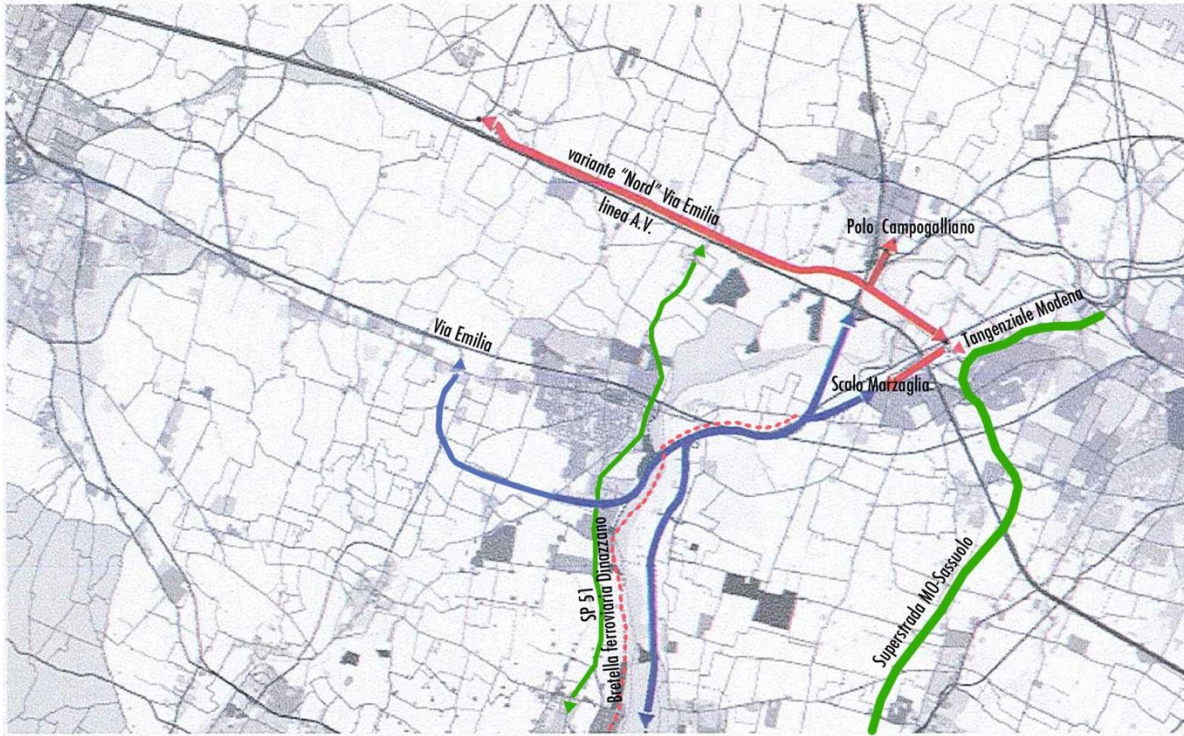 variante "Nord" Via Emilia
linea A.V.
Polo Campogalliano
Tangenziale Modena
Via Emilia
Scalo Marzaglia
SP 51
Bretella Ferroviaria Dinazzano
Superstrada MO-Sassuolo